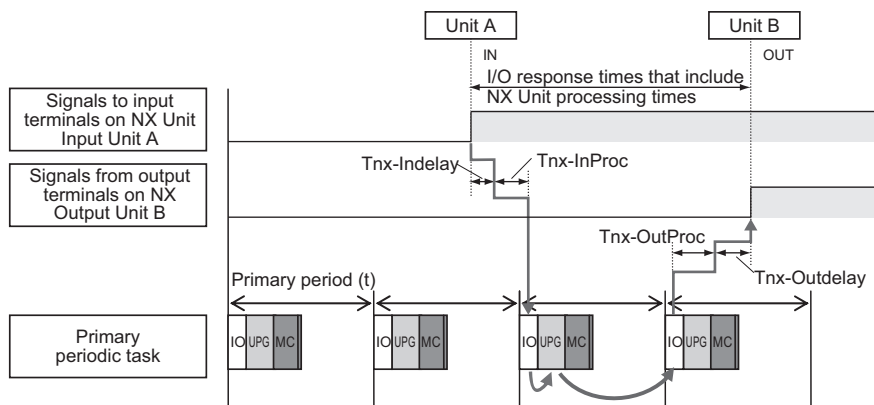 Unit A
Unit B
IN
OUT
I/O response times that include
NX Unit processing times
Signals to input
terminals on NX Unit
Input Unit A
Tnx-Indelay
Tnx-InProc
Signals from output
terminals on NX
Output Unit B
Tnx-OutProc
Tnx-Outdelay
Primary period (t)
Primary
periodic task
IO UPG MC
IO UPG MC
IO UPG MC
IO UPG MC